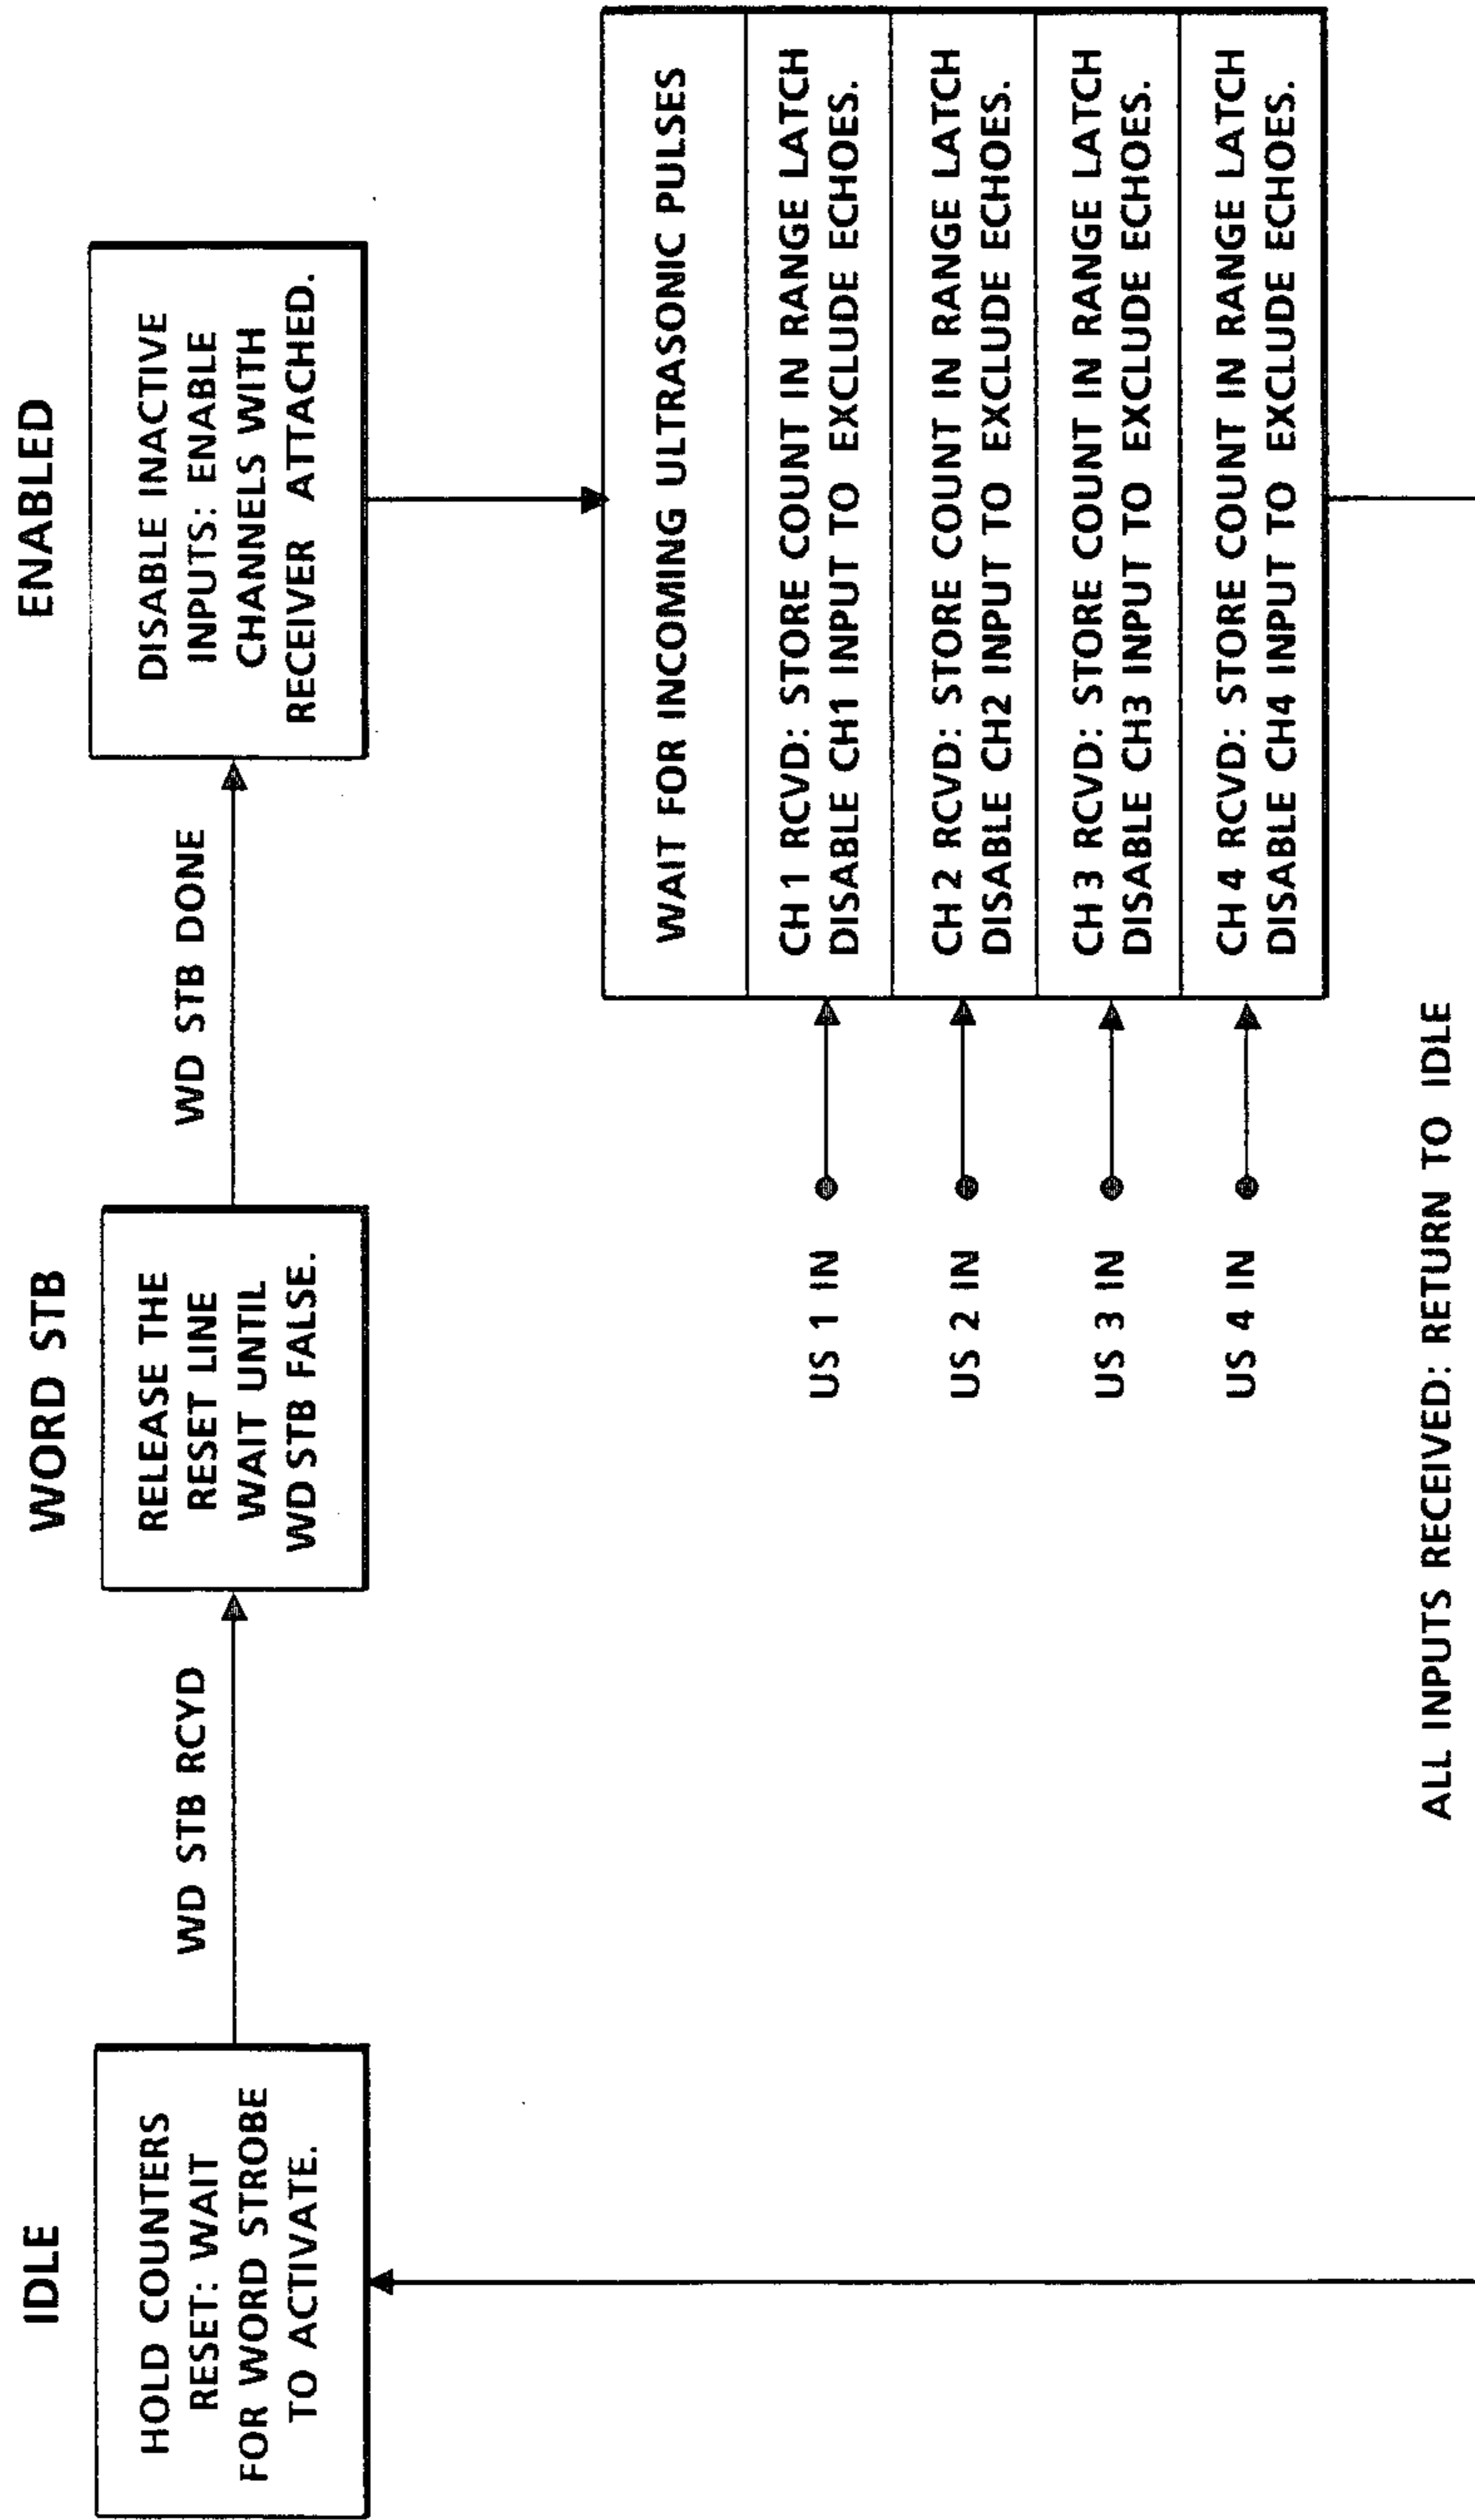 IDLE
HOLD COUNTERS
RESET: WAIT
FOR WORD STROBE
TO ACTIVATE.
WD STB RCYD
WORD STB
RELEASE THE
RESET LINE
WAIT UNTIL
WD STB FALSE.
WD STB DONE
ENABLED
DISABLE INACTIVE
INPUTS: ENABLE
CHANNELS WITH
RECEIVER ATTACHED.
WAIT FOR INCOMING ULTRASONIC PULSES
US 1 IN
CH 1 RCVD: STORE COUNT IN RANGE LATCH
DISABLE CH1 INPUT TO EXCLUDE ECHOES.
US 2 IN
CH 2 RCVD: STORE COUNT IN RANGE LATCH
DISABLE CH2 INPUT TO EXCLUDE ECHOES.
US 3 IN
CH 3 RCVD: STORE COUNT IN RANGE LATCH
DISABLE CH3 INPUT TO EXCLUDE ECHOES.
US 4 IN
CH 4 RCVD: STORE COUNT IN RANGE LATCH
DISABLE CH4 INPUT TO EXCLUDE ECHOES.
ALL INPUTS RECEIVED: RETURN TO IDLE